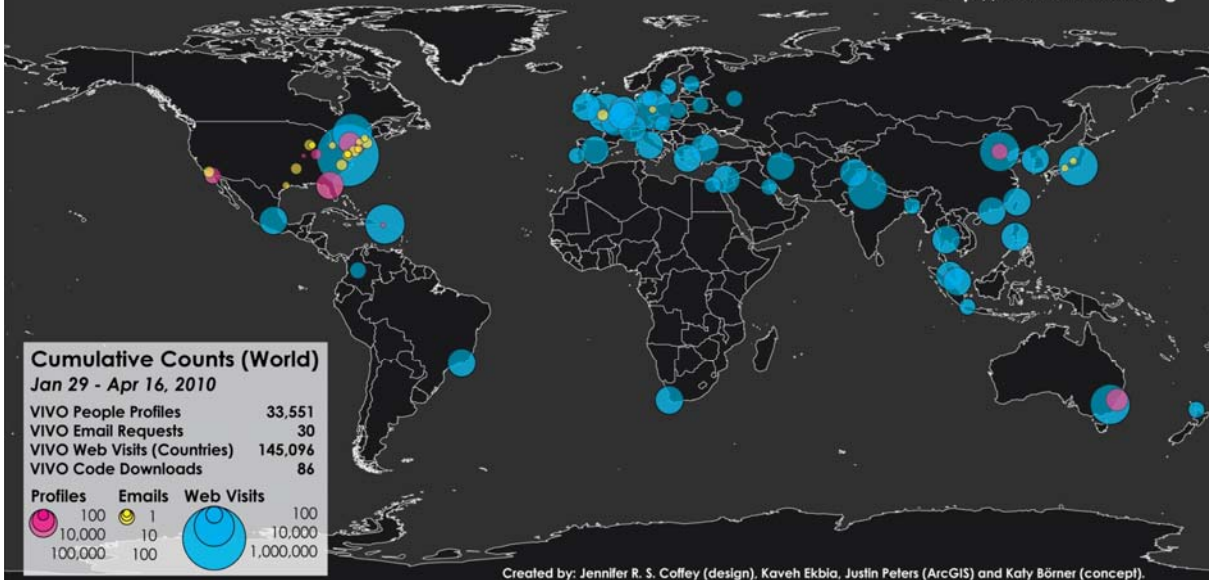 Cumulative Counts (World)
Jan 29 - Apr 16, 2010
VIVO People Profiles 33,551
VIVO Email Requests 30
VIVO Web Visits (Countries) 145,096
VIVO Code Downloads 86
Profiles Emails Web Visits
100 1 100
10,000 10 10,000
100,000 100 1,000,000
Created by: Jennifer R. S. Coffey (design), Kaveh Ekbia, Justin Peters (ArcGIS) and Katy Börner (concept).